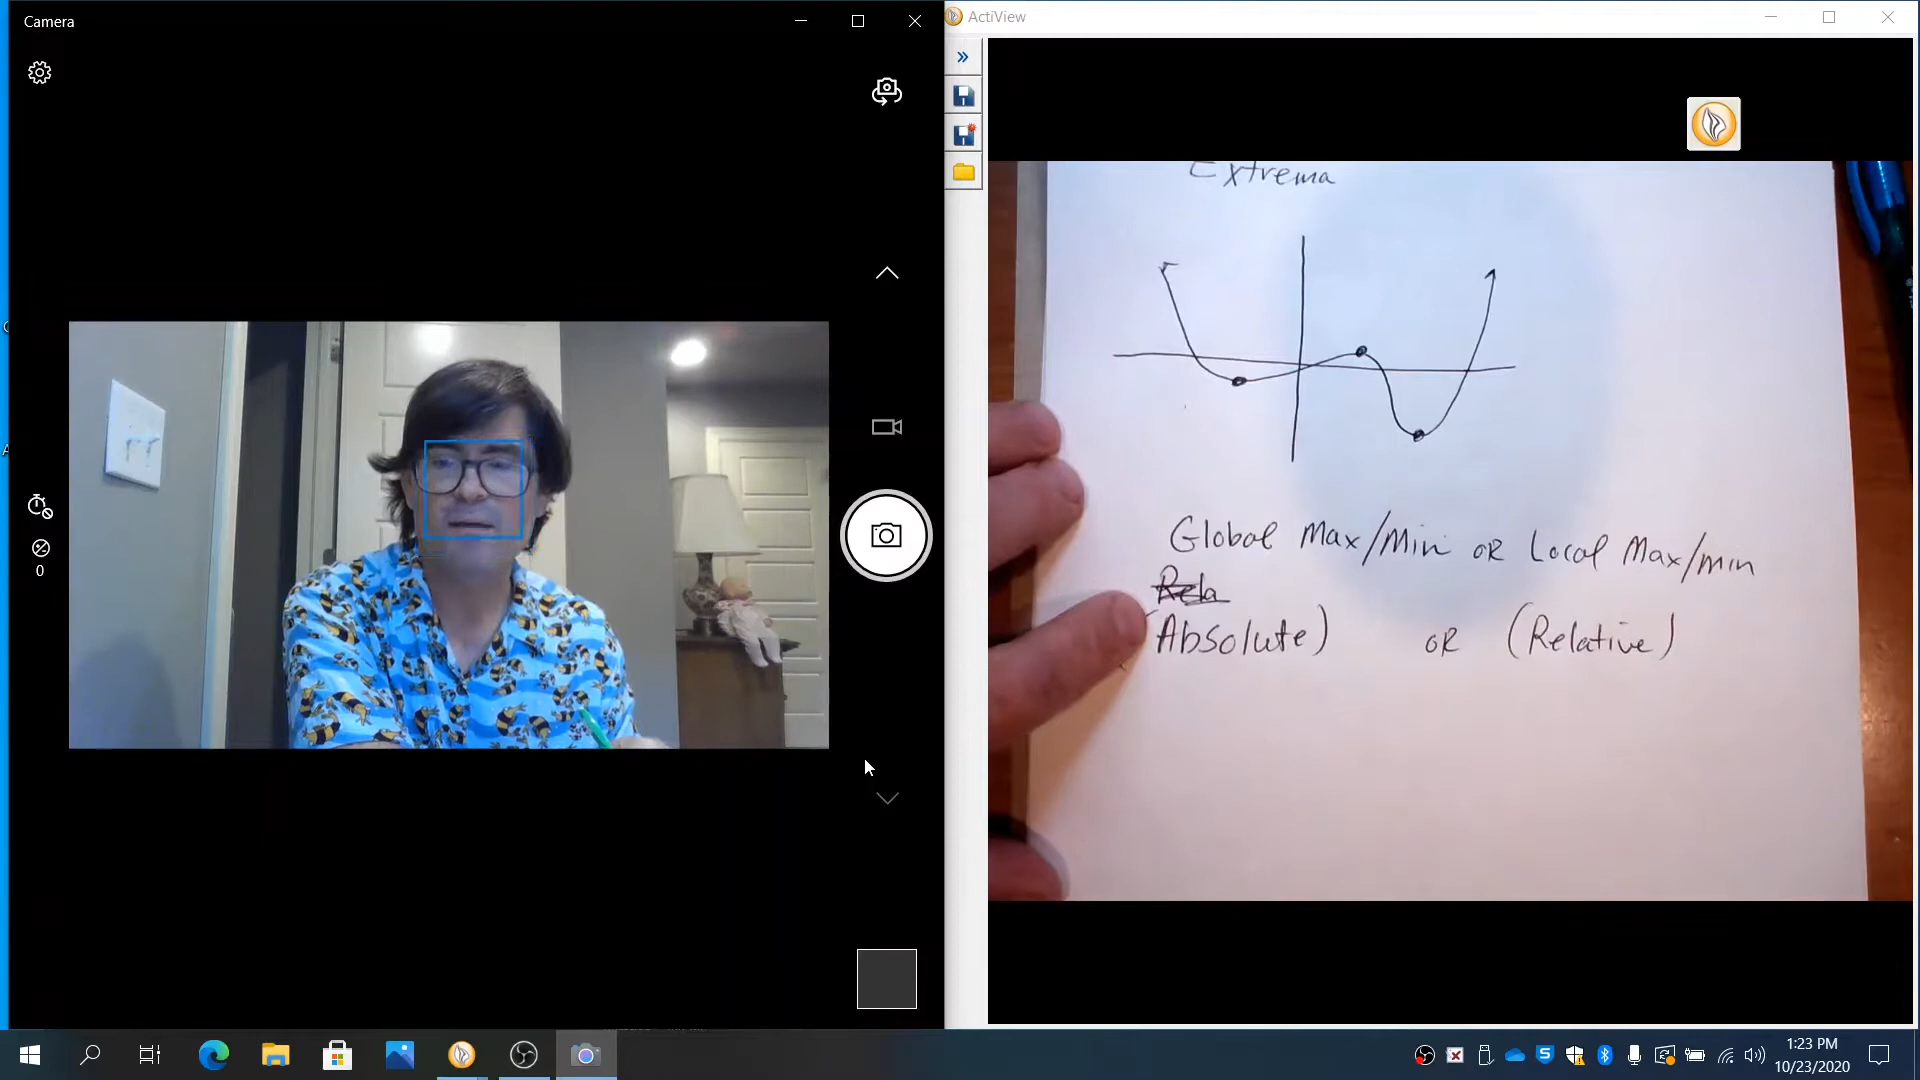 Camera
ActiView
Extrema
Global Max/Min OR Local Max/min
Rela
(Absolute) OR (Relative)
0
1:23 PM
10/23/2020